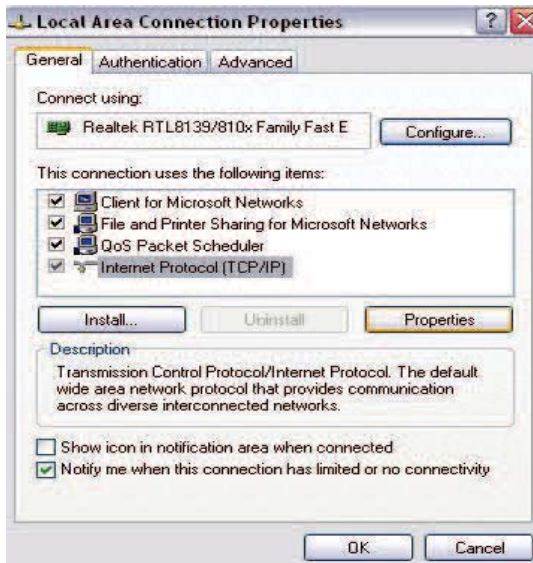 Local Area Connection Properties
General Authentication Advanced
Connect using:
Realtek RTL8139/810x Family Fast E Configure...
This connection uses the following items:
Client for Microsoft Networks
File and Printer Sharing for Microsoft Networks
QoS Packet Scheduler
Internet Protocol (TCP/IP)
Install... Uninstall Properties
Description
Transmission Control Protocol/Internet Protocol. The default
wide area network protocol that provides communication
across diverse interconnected networks.
Show icon in notification area when connected
Notify me when this connection has limited or no connectivity
OK Cancel